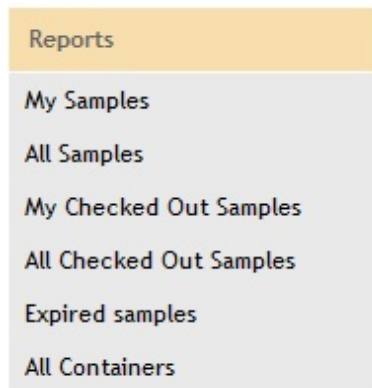 Reports
My Samples
All Samples
My Checked Out Samples
All Checked Out Samples
Expired samples
All Containers